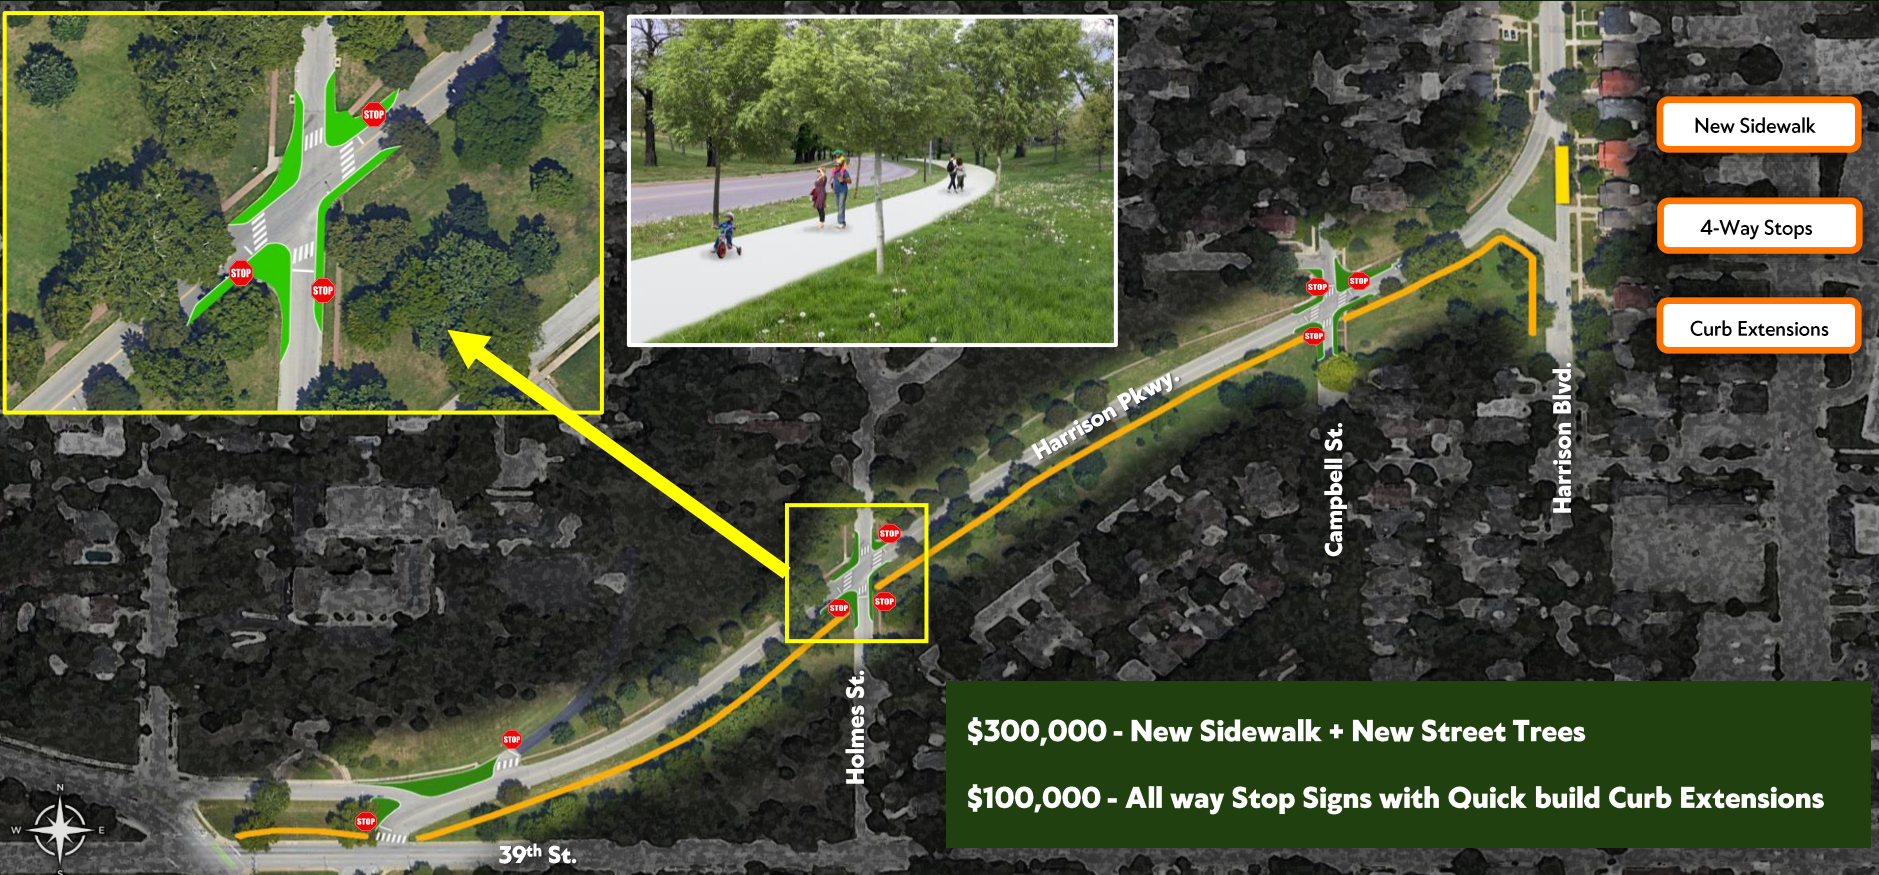 STOP
STOP
STOP
New Sidewalk
4-Way Stops
Curb Extensions
STOP
STOP
STOP
Harrison Pkwy.
Campbell St.
Harrison Blvd.
STOP
STOP
STOP
Holmes St.
STOP
STOP
39th St.
N
W
E
S
$300,000 - New Sidewalk + New Street Trees
$100,000 - All way Stop Signs with Quick build Curb Extensions